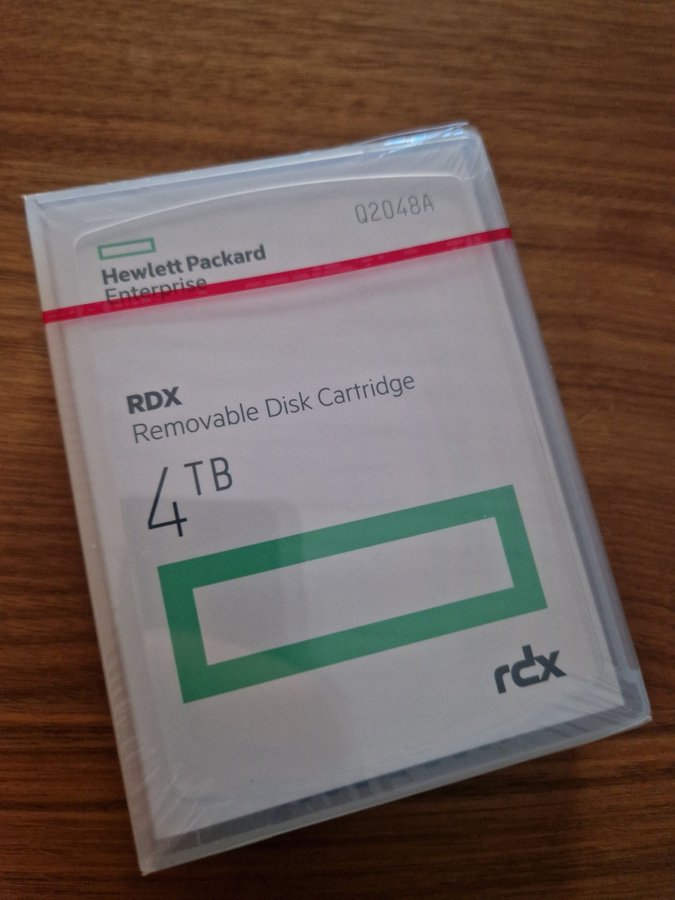 Q2048A
Hewlett Packard
Enterprise
RDX
Removable Disk Cartridge
4TB
rdx